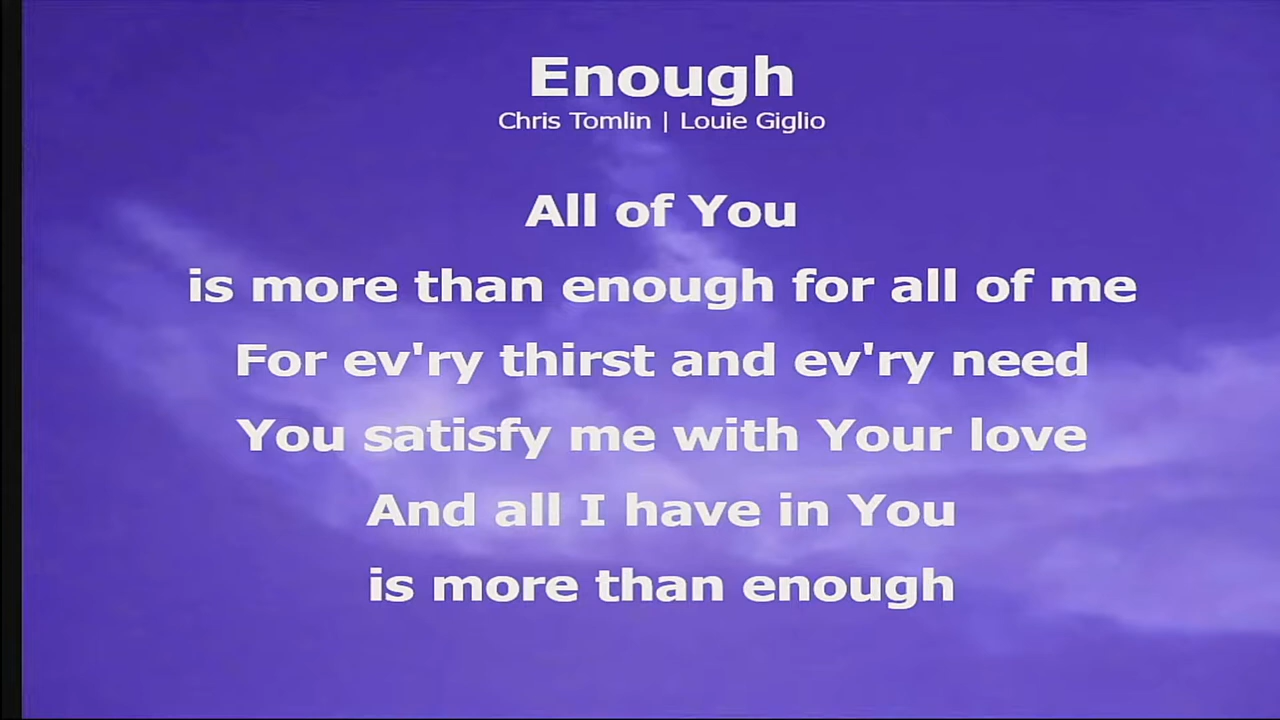 Enough
Chris Tomlin | Louie Giglio
All of You
is more than enough for all of me
For ev'ry thirst and ev'ry need
You satisfy me with Your love
And all I have in You
is more than enough